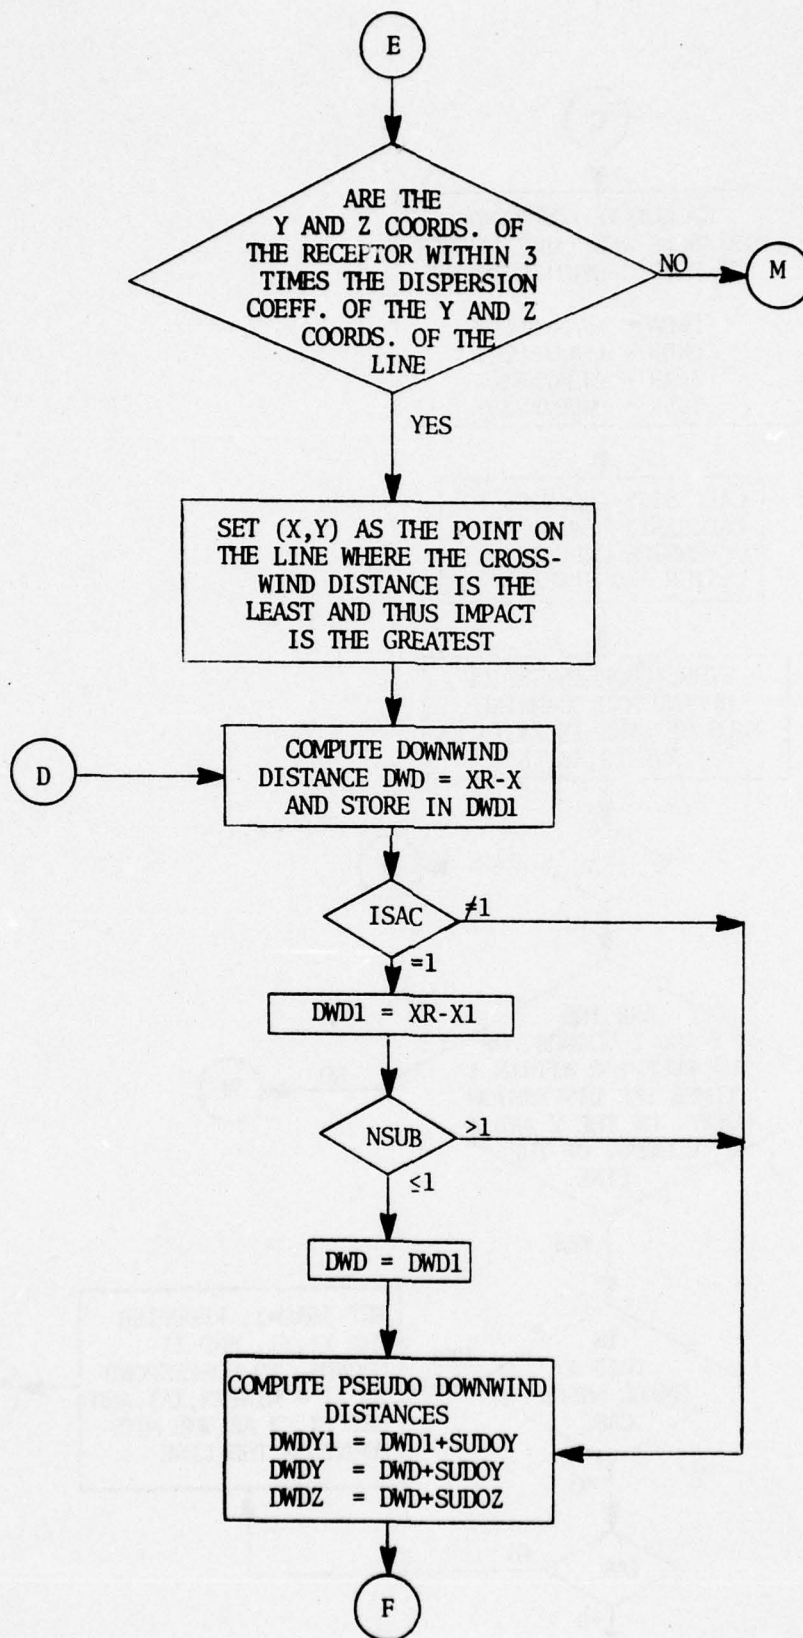 E
ARE THE
Y AND Z COORDS. OF
THE RECEPTOR WITHIN 3
TIMES THE DISPERSION
COEFF. OF THE Y AND Z
COORDS. OF THE
LINE
NO
M
YES
SET (X,Y) AS THE POINT ON
THE LINE WHERE THE CROSS-
WIND DISTANCE IS THE
LEAST AND THUS IMPACT
IS THE GREATEST
D
COMPUTE DOWNWIND
DISTANCE DWD = XR-X
AND STORE IN DWD1
ISAC
≠1
=1
DWD1 = XR-X1
NSUB
>1
≤1
DWD = DWD1
COMPUTE PSEUDO DOWNWIND
DISTANCES
DWDY1 = DWD1+SUDOY
DWDY = DWD+SUDOY
DWDZ = DWD+SUDOZ
F